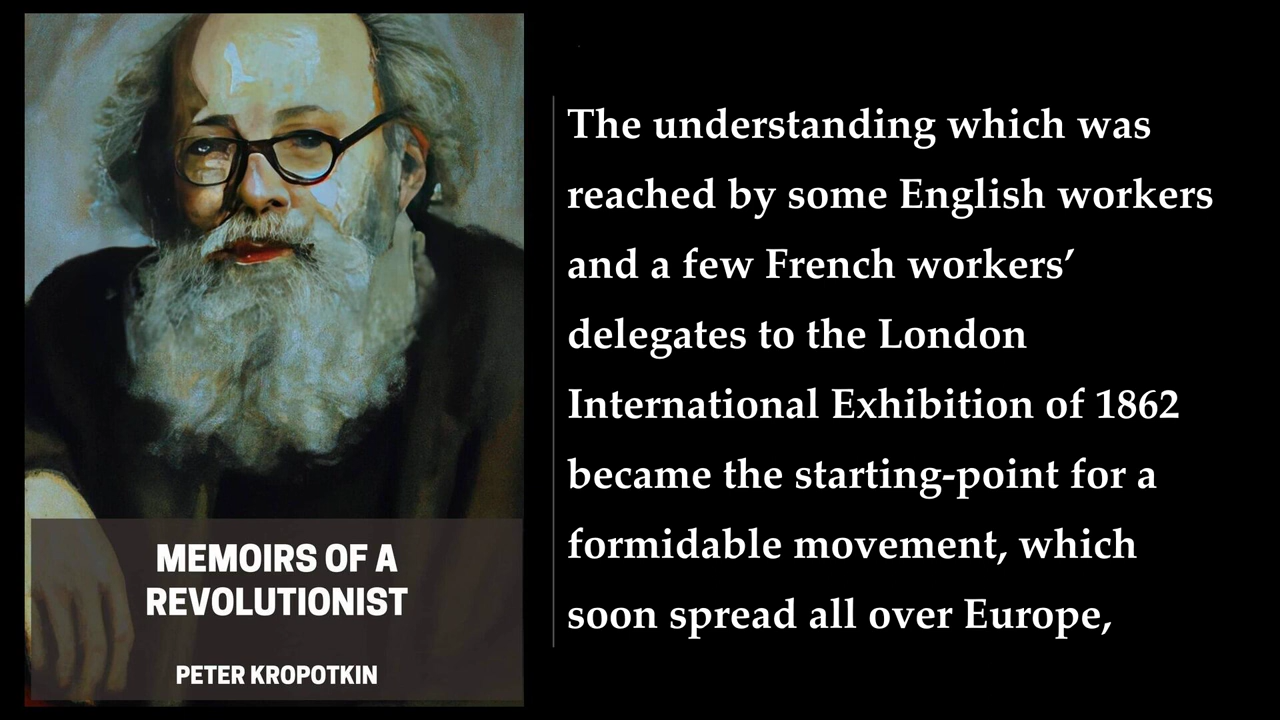 MEMOIRS OF A
REVOLUTIONIST
PETER KROPOTKIN
The understanding which was
reached by some English workers
and a few French workers’
delegates to the London
International Exhibition of 1862
became the starting-point for a
formidable movement, which
soon spread all over Europe,